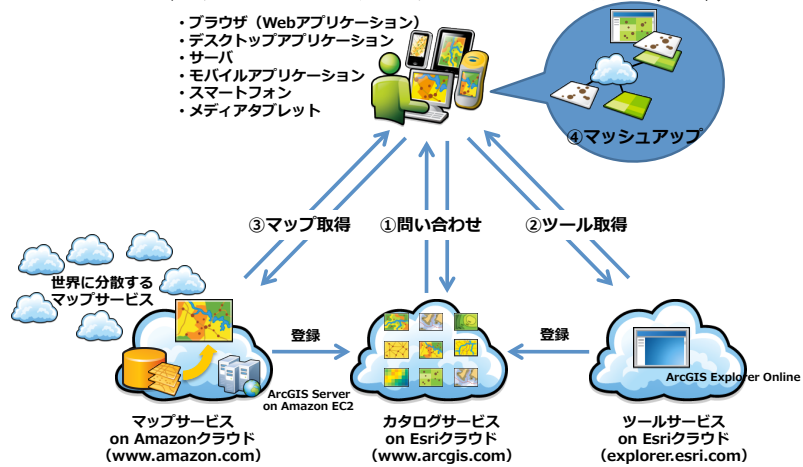 ・ブラウザ（Webアプリケーション）
・デスクトップアプリケーション
・サーバ
・モバイルアプリケーション
・スマートフォン
・メディアタブレット
④マッシュアップ
③マップ取得
①問い合わせ
②ツール取得
世界に分散する
マップサービス
登録
登録
ArcGIS Server
on Amazon EC2
ArcGIS Explorer Online
マップサービス
on Amazonクラウド
（www.amazon.com）
カタログサービス
on Esriクラウド
（www.arcgis.com）
ツールサービス
on Esriクラウド
（explorer.esri.com）